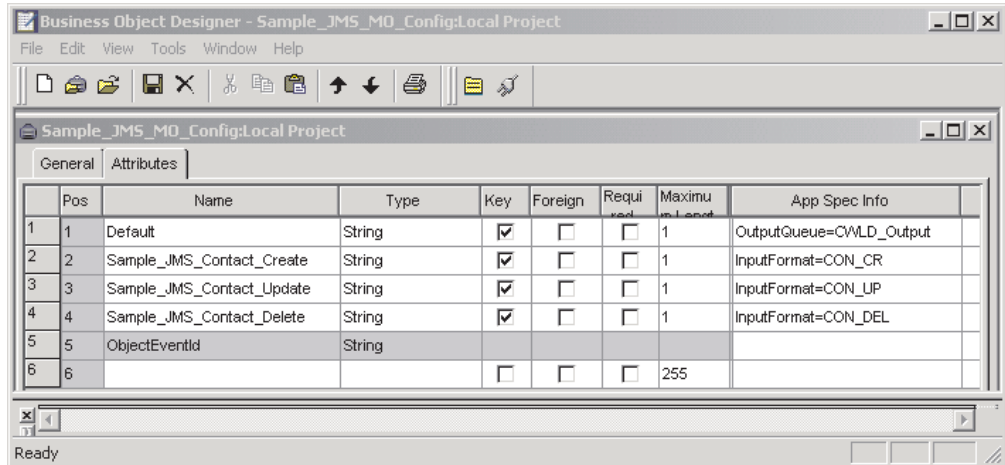 Business Object Designer - Sample_JMS_MO_Config:Local Project
File Edit View Tools Window Help
Sample_JMS_MO_Config:Local Project
General Attributes
Pos Name Type Key Foreign Requi Maximu App Spec Info
1 1 Default String 1 OutputQueue=CWLD_Output
2 2 Sample_JMS_Contact_Create String 1 InputFormat=CON_CR
3 3 Sample_JMS_Contact_Update String 1 InputFormat=CON_UP
4 4 Sample_JMS_Contact_Delete String 1 InputFormat=CON_DEL
5 5 ObjectEventId String
6 6 255
Ready